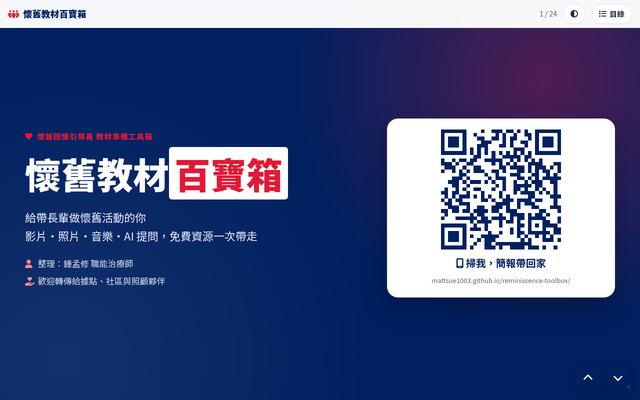 懷舊教材百寶箱
1 / 24
目錄
懷舊回憶引導員 教材準備工具箱
懷舊教材百寶箱
給帶長輩做懷舊活動的你
影片・照片・音樂・AI 提問，免費資源一次帶走
整理：鍾孟修 職能治療師
歡迎轉傳給據點、社區與照顧夥伴
掃我，簡報帶回家
mattsue1003.github.io/reminiscence-toolbox/